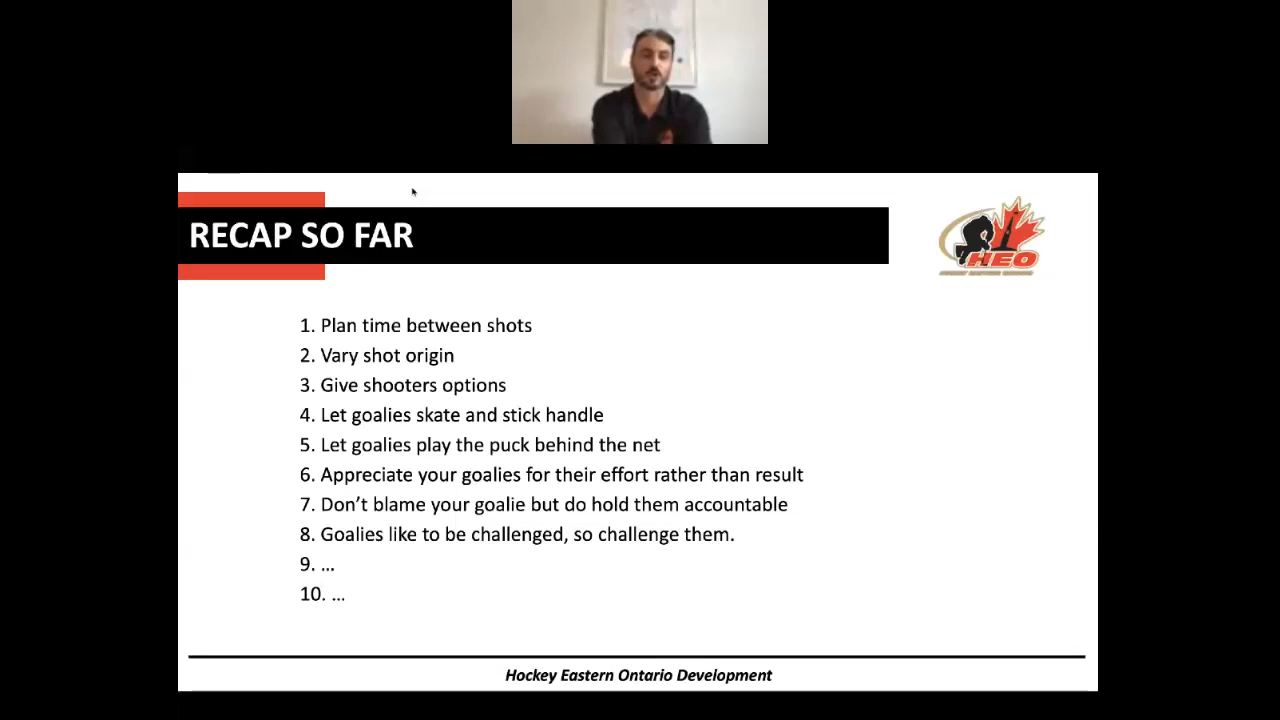 RECAP SO FAR
HEO
1. Plan time between shots
2. Vary shot origin
3. Give shooters options
4. Let goalies skate and stick handle
5. Let goalies play the puck behind the net
6. Appreciate your goalies for their effort rather than result
7. Don’t blame your goalie but do hold them accountable
8. Goalies like to be challenged, so challenge them.
9. …
10. …
Hockey Eastern Ontario Development